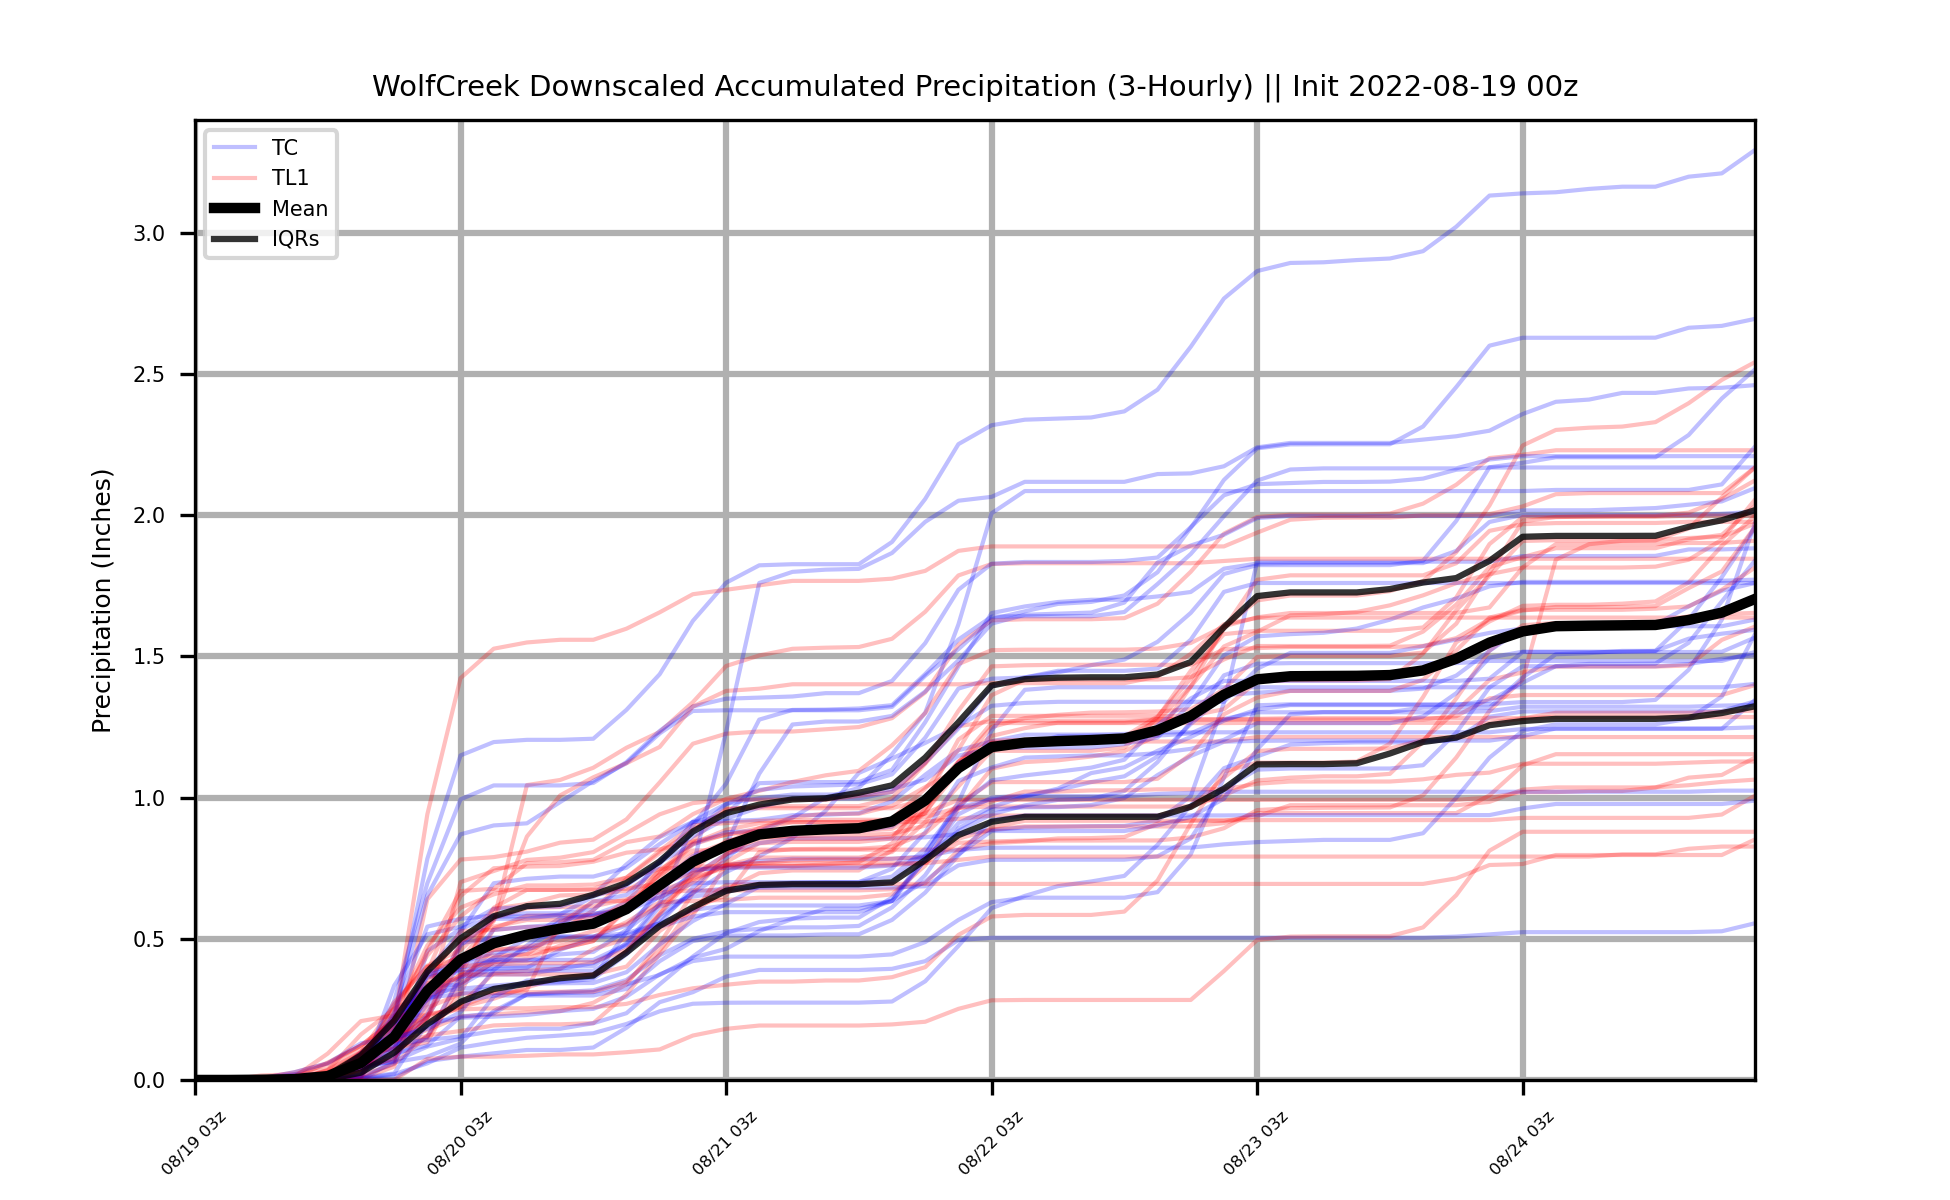 WolfCreek Downscaled Accumulated Precipitation (3-Hourly) || Init 2022-08-19 00z
TC
TL1
Mean
IQRs
Precipitation (Inches)
3.0
2.5
2.0
1.5
1.0
0.5
0.0
08/19 03z
08/20 03z
08/21 03z
08/22 03z
08/23 03z
08/24 03z